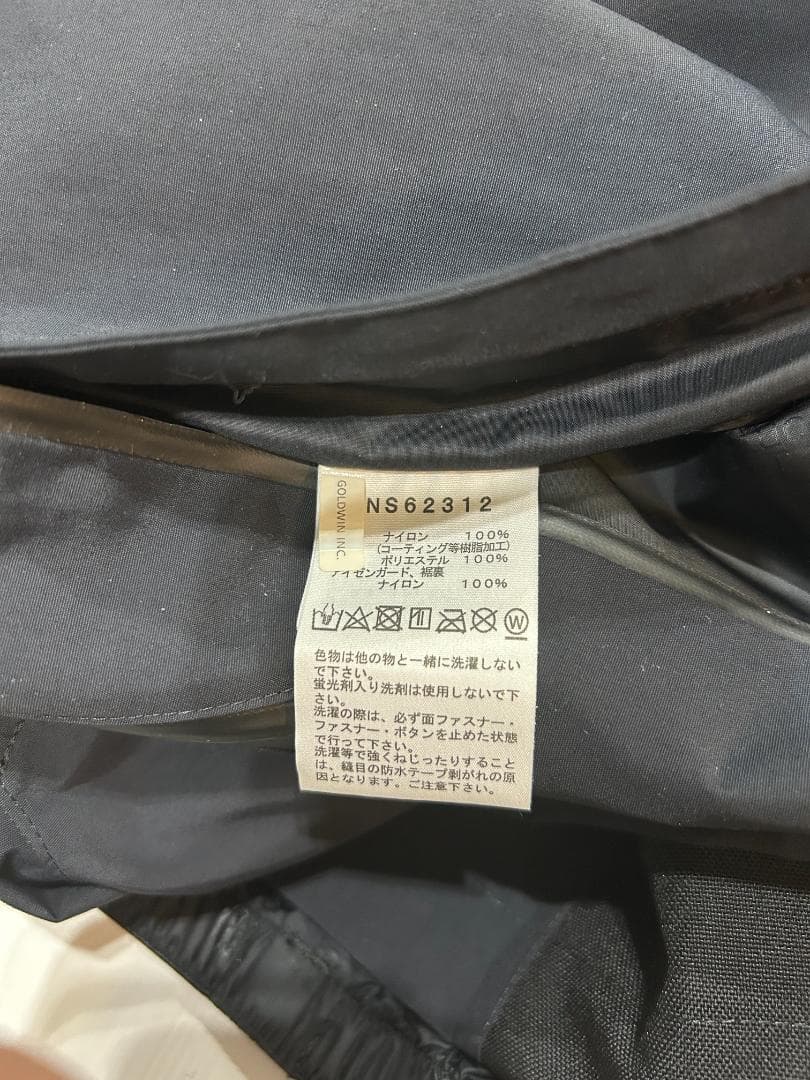 GOLDWIN INC.
NS62312
ナイロン 100%
(コーティング等樹脂加工)
ポリエステル 100%
アイゼンガード、裾裏
ナイロン 100%
W
色物は他の物と一緒に洗濯しない
で下さい。
蛍光剤入り洗剤は使用しないで下
さい。
洗濯の際は、必ず面ファスナー・
ファスナー・ボタンを止めた状態
で行って下さい。
洗濯等で強くねじったりすること
は、縫目の防水テープ剥がれの原
因となります。ご注意下さい。